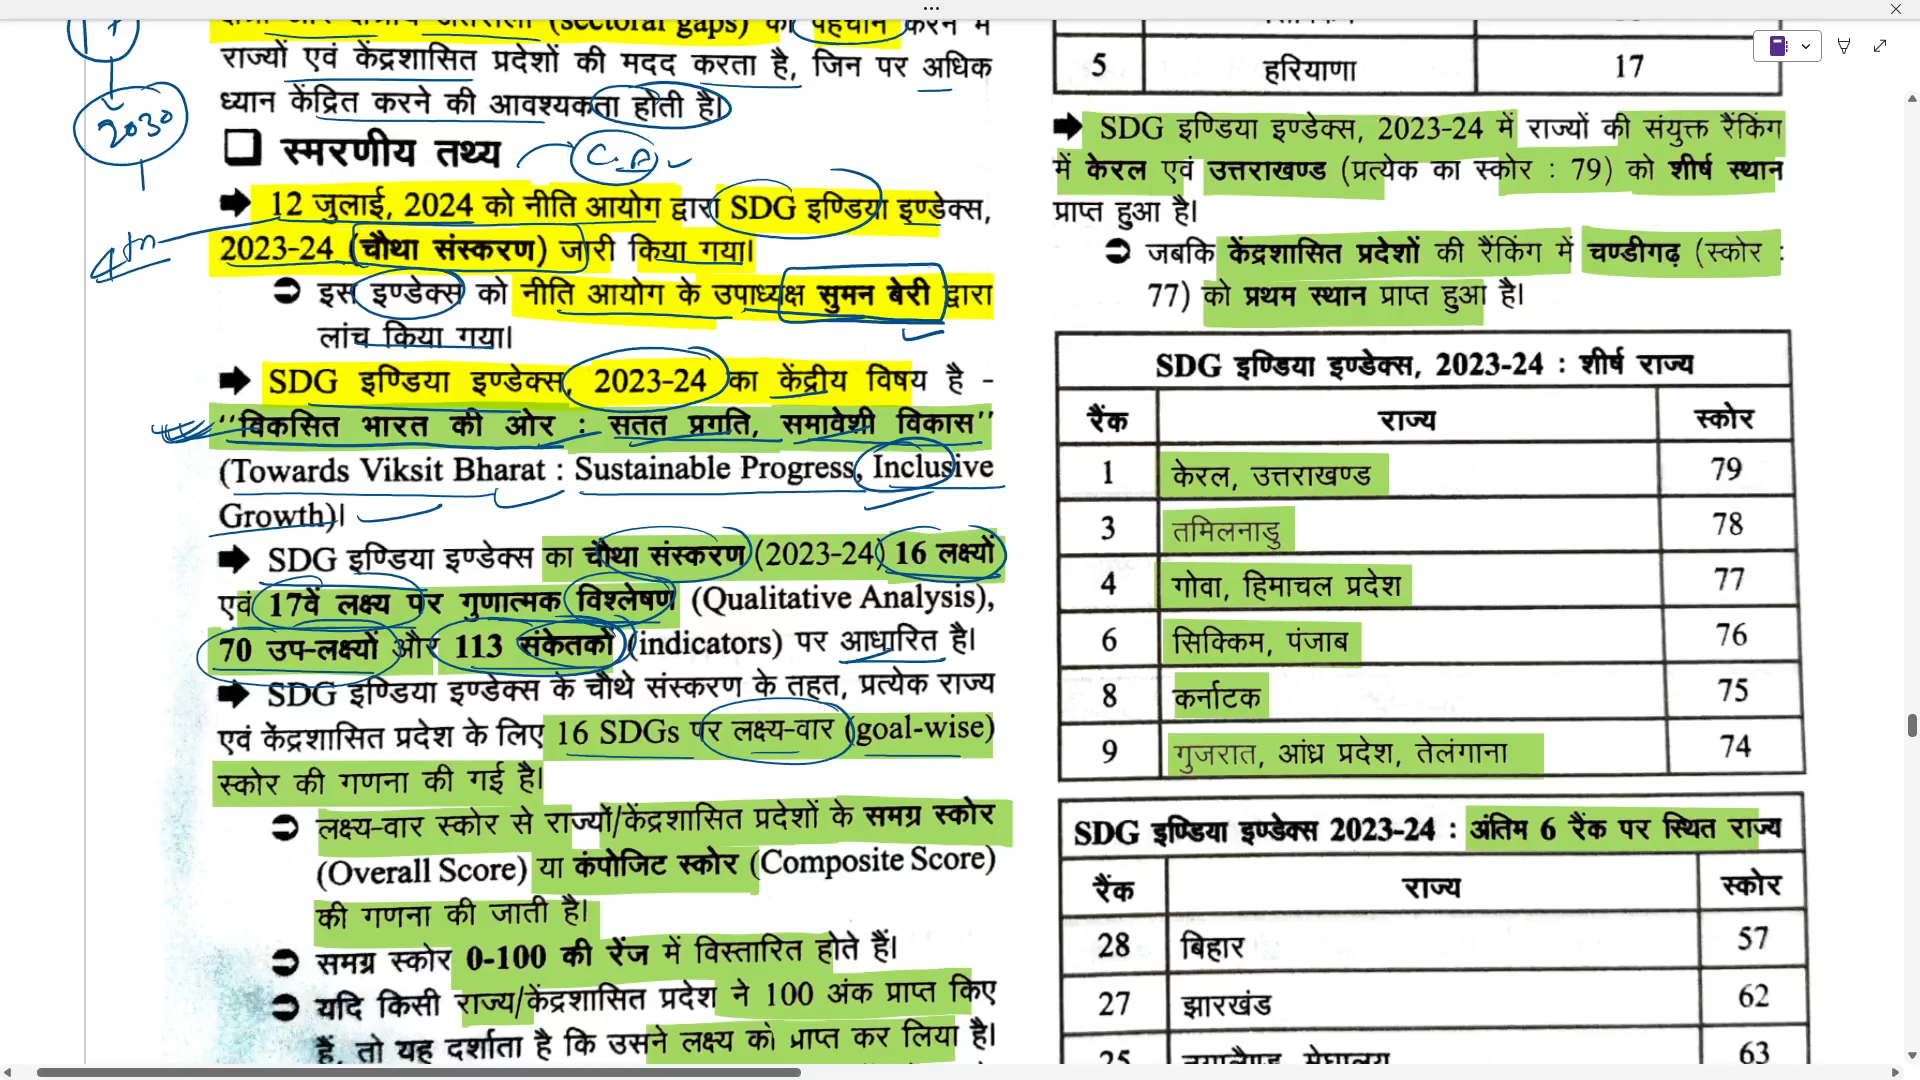 (sectoral gaps) की पहचान करने में
राज्यों एवं केंद्रशासित प्रदेशों की मदद करता है, जिन पर अधिक
ध्यान केंद्रित करने की आवश्यकता होती है।
2030
स्मरणीय तथ्य
C.A
➡ 12 जुलाई, 2024 को नीति आयोग द्वारा SDG इण्डिया इण्डेक्स,
2023-24 (चौथा संस्करण) जारी किया गया।
4th
➲ इस इण्डेक्स को नीति आयोग के उपाध्यक्ष सुमन बेरी द्वारा
लांच किया गया।
➡ SDG इण्डिया इण्डेक्स, 2023-24 का केंद्रीय विषय है -
''विकसित भारत की ओर : सतत प्रगति, समावेशी विकास''
(Towards Viksit Bharat : Sustainable Progress, Inclusive
Growth)।
➡ SDG इण्डिया इण्डेक्स का चौथा संस्करण (2023-24) 16 लक्ष्यों
एवं 17वें लक्ष्य पर गुणात्मक विश्लेषण (Qualitative Analysis),
70 उप-लक्ष्यों और 113 संकेतकों (indicators) पर आधारित है।
➡ SDG इण्डिया इण्डेक्स के चौथे संस्करण के तहत, प्रत्येक राज्य
एवं केंद्रशासित प्रदेश के लिए 16 SDGs पर लक्ष्य-वार (goal-wise)
स्कोर की गणना की गई है।
➲ लक्ष्य-वार स्कोर से राज्यों/केंद्रशासित प्रदेशों के समग्र स्कोर
(Overall Score) या कंपोजिट स्कोर (Composite Score)
की गणना की जाती है।
➲ समग्र स्कोर 0-100 की रेंज में विस्तारित होते हैं।
➲ यदि किसी राज्य/केंद्रशासित प्रदेश ने 100 अंक प्राप्त किए
हैं, तो यह दर्शाता है कि उसने लक्ष्य को प्राप्त कर लिया है।
5 हरियाणा 17
➡ SDG इण्डिया इण्डेक्स, 2023-24 में राज्यों की संयुक्त रैंकिंग
में केरल एवं उत्तराखण्ड (प्रत्येक का स्कोर : 79) को शीर्ष स्थान
प्राप्त हुआ है।
➲ जबकि केंद्रशासित प्रदेशों की रैंकिंग में चण्डीगढ़ (स्कोर :
77) को प्रथम स्थान प्राप्त हुआ है।
SDG इण्डिया इण्डेक्स, 2023-24 : शीर्ष राज्य
रैंक राज्य स्कोर
1 केरल, उत्तराखण्ड 79
3 तमिलनाडु 78
4 गोवा, हिमाचल प्रदेश 77
6 सिक्किम, पंजाब 76
8 कर्नाटक 75
9 गुजरात, आंध्र प्रदेश, तेलंगाना 74
SDG इण्डिया इण्डेक्स 2023-24 : अंतिम 6 रैंक पर स्थित राज्य
रैंक राज्य स्कोर
28 बिहार 57
27 झारखंड 62
25 नागालैण्ड, मेघालय 63